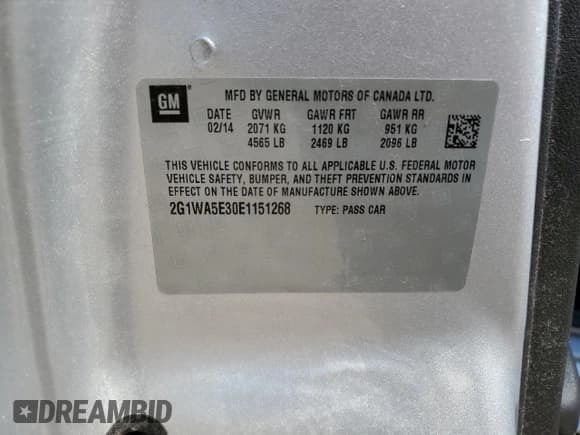 GM
MFD BY GENERAL MOTORS OF CANADA LTD.
DATE GVWR GAWR FRT GAWR RR
02/14 2071 KG 1120 KG 951 KG
4565 LB 2469 LB 2096 LB
THIS VEHICLE CONFORMS TO ALL APPLICABLE U.S. FEDERAL MOTOR
VEHICLE SAFETY, BUMPER, AND THEFT PREVENTION STANDARDS IN
EFFECT ON THE DATE OF MANUFACTURE SHOWN ABOVE.
2G1WA5E30E1151268 TYPE: PASS CAR
DREAMBID